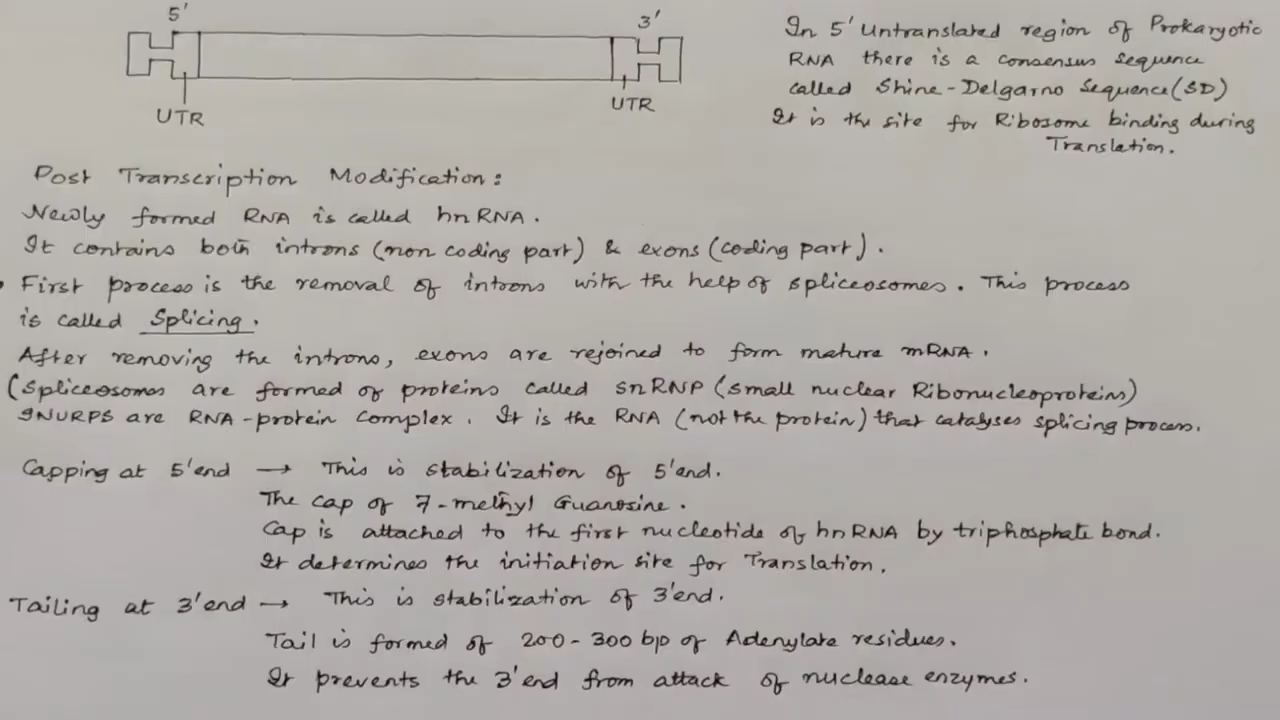 5'
3'
UTR
UTR
In 5' Untranslated region of Prokaryotic
RNA there is a consensus sequence
called Shine-Delgarno Sequence (SD)
It is the site for Ribosome binding during
Translation.
Post Transcription Modification:
Newly formed RNA is called hnRNA.
It contains both introns (non coding part) & exons (coding part).
First process is the removal of introns with the help of spliceosomes. This process
is called Splicing.
After removing the introns, exons are rejoined to form mature mRNA.
(Spliceosomes are formed of proteins called snRNP (small nuclear Ribonucleoproteins)
SNURPS are RNA-protein complex. It is the RNA (not the protein) that catalyses splicing process.
Capping at 5'end → This is stabilization of 5'end.
The cap of 7-methyl Guanosine.
Cap is attached to the first nucleotide of hnRNA by triphosphate bond.
It determines the initiation site for Translation.
Tailing at 3'end → This is stabilization of 3'end.
Tail is formed of 200-300 bp of Adenylate residues.
It prevents the 3'end from attack of nuclease enzymes.